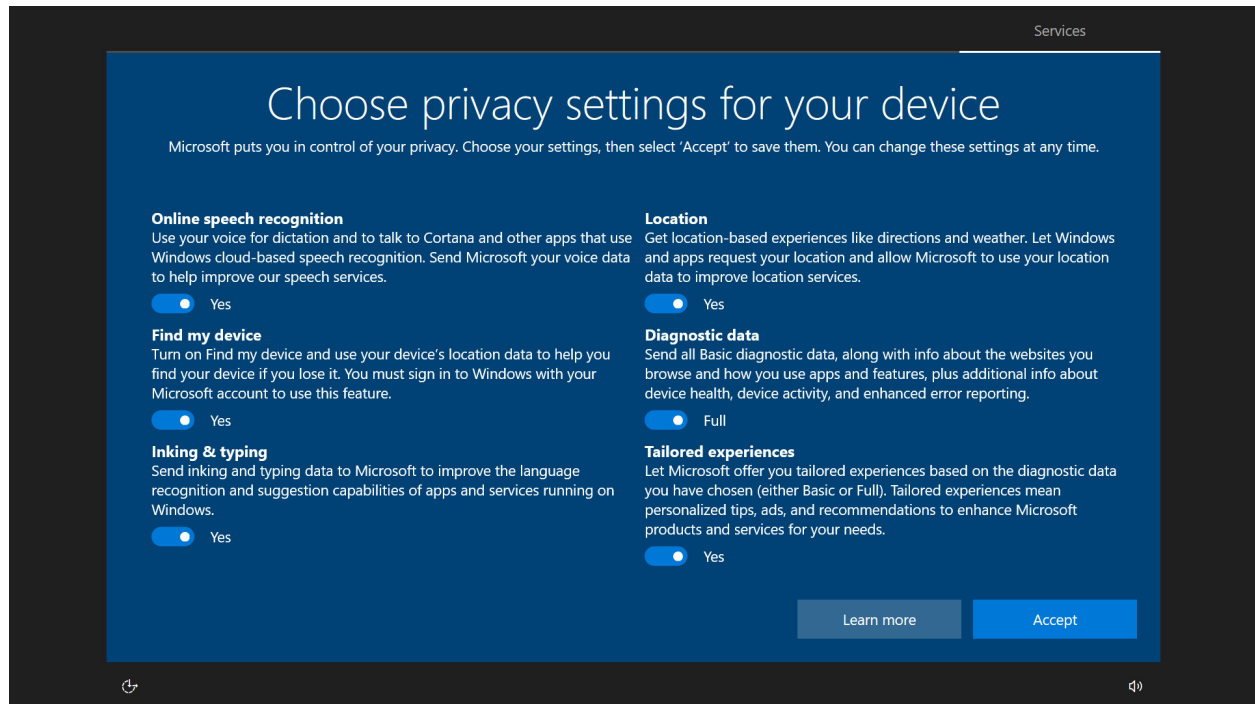 Services
Choose privacy settings for your device
Microsoft puts you in control of your privacy. Choose your settings, then select ‘Accept’ to save them. You can change these settings at any time.
Online speech recognition
Use your voice for dictation and to talk to Cortana and other apps that use
Windows cloud-based speech recognition. Send Microsoft your voice data
to help improve our speech services.
Yes
Location
Get location-based experiences like directions and weather. Let Windows
and apps request your location and allow Microsoft to use your location
data to improve location services.
Yes
Find my device
Turn on Find my device and use your device’s location data to help you
find your device if you lose it. You must sign in to Windows with your
Microsoft account to use this feature.
Yes
Diagnostic data
Send all Basic diagnostic data, along with info about the websites you
browse and how you use apps and features, plus additional info about
device health, device activity, and enhanced error reporting.
Full
Inking & typing
Send inking and typing data to Microsoft to improve the language
recognition and suggestion capabilities of apps and services running on
Windows.
Yes
Tailored experiences
Let Microsoft offer you tailored experiences based on the diagnostic data
you have chosen (either Basic or Full). Tailored experiences mean
personalized tips, ads, and recommendations to enhance Microsoft
products and services for your needs.
Yes
Learn more
Accept